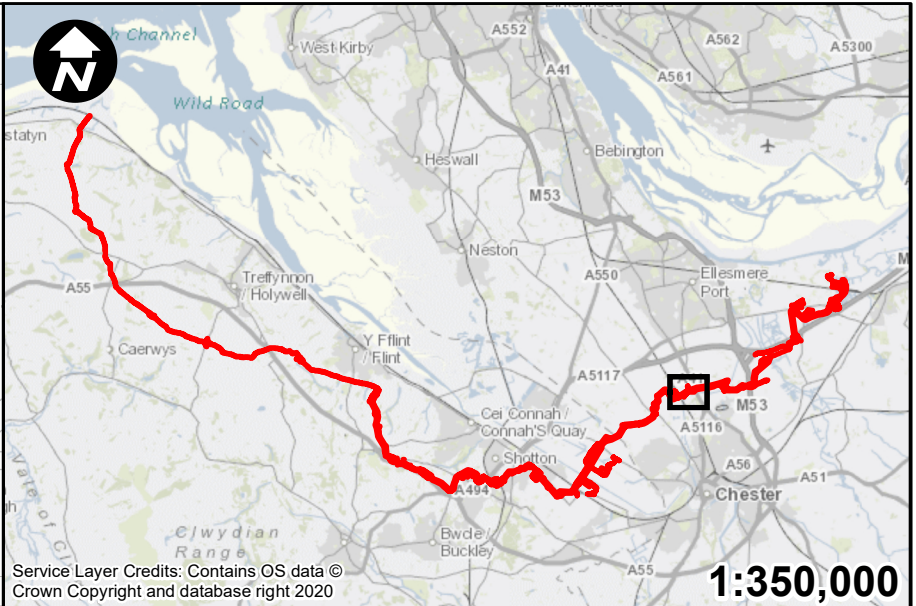 N
Wild Road
West Kirby
A552
A41
A562
A5300
A561
statyn
Heswall
Bebington
M53
Neston
A550
Ellesmere
Port
A55
Treffynnon
/ Holywell
Caerwys
Y Fflint
/ Flint
A5117
Cei Connah /
Connah'S Quay
M53
A5116
Shotton
A494
A56
A51
Chester
Clwydian
Range
Bwcle /
Buckley
A55
Service Layer Credits: Contains OS data ©
Crown Copyright and database right 2020
1:350,000